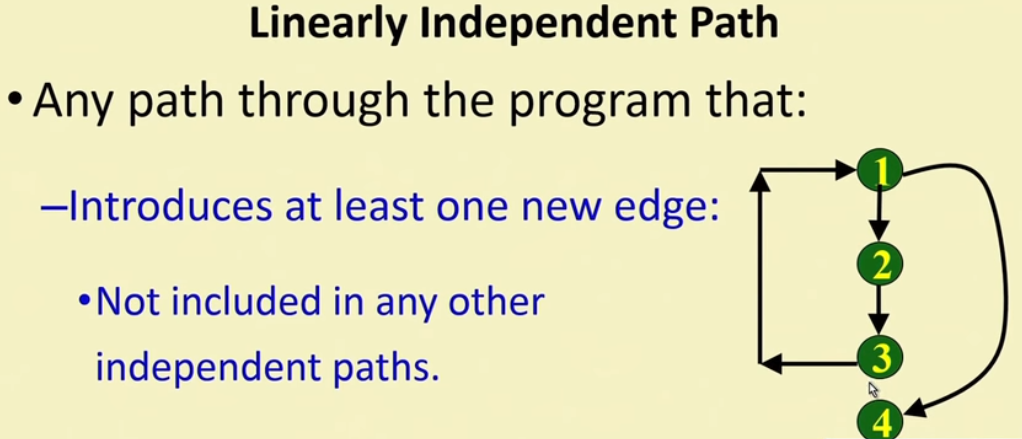 Linearly Independent Path
• Any path through the program that:
–Introduces at least one new edge:
•Not included in any other
independent paths.
1
2
3
4